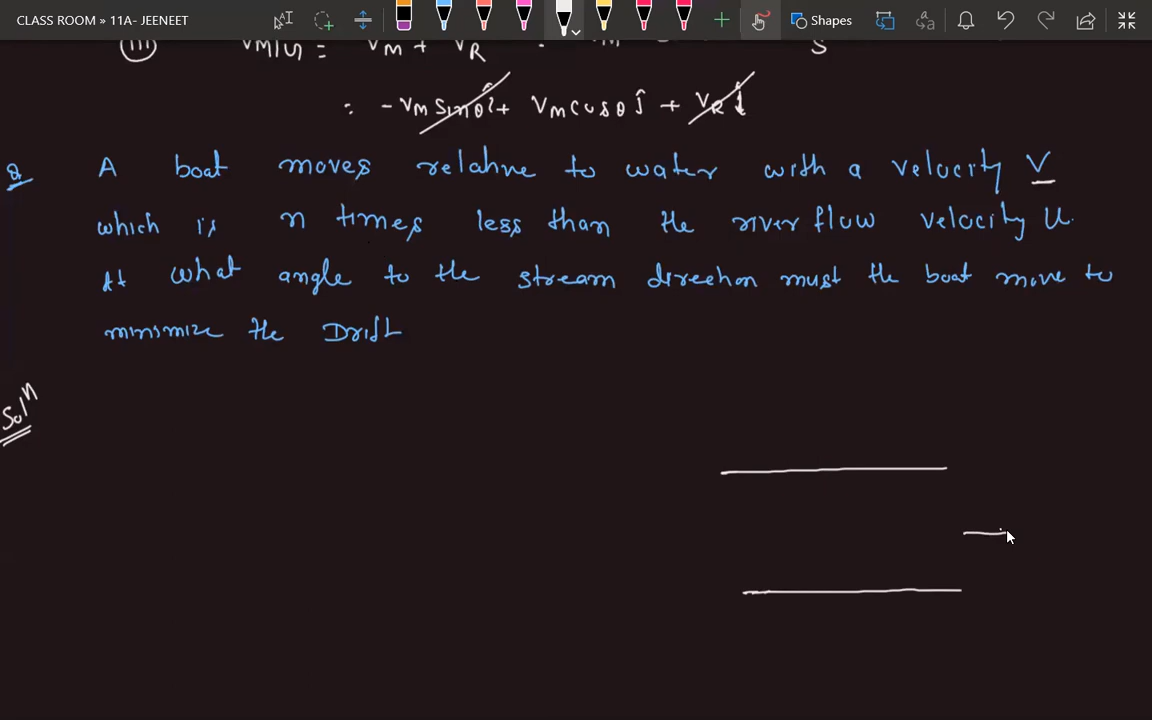 CLASS ROOM » 11A- JEENEET
Shapes
(iii) VM/G = VM + VR
= - VM Sinθ î + VM Cosθ ĵ + VR î
Q A boat moves relative to water with a velocity V
which is n times less than the river flow velocity U.
At what angle to the stream direction must the boat move to
minimize the Drift
Solⁿ